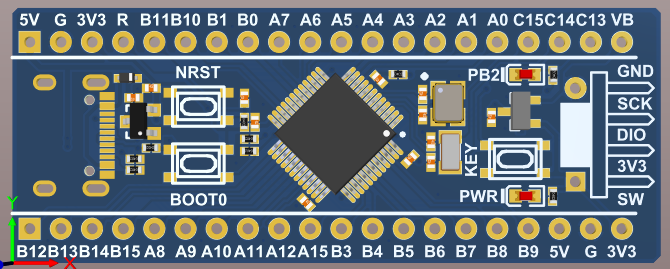 5V G 3V3 R B11 B10 B1 B0 A7 A6 A5 A4 A3 A2 A1 A0 C15 C14 C13 VB
NRST
PB2
GND
SCK
DIO
3V3
SW
KEY
BOOT0
PWR
Y
X
B12 B13 B14 B15 A8 A9 A10 A11 A12 A15 B3 B4 B5 B6 B7 B8 B9 5V G 3V3